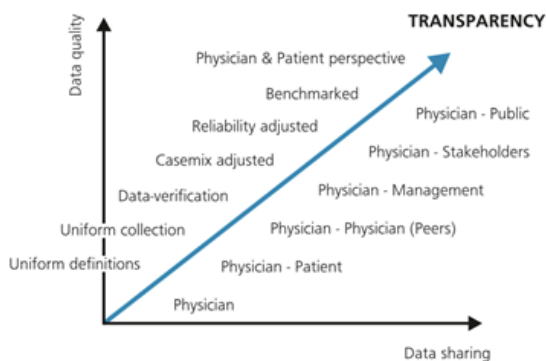 TRANSPARENCY
Data quality
Physician & Patient perspective
Benchmarked
Physician - Public
Reliability adjusted
Physician - Stakeholders
Casemix adjusted
Physician - Management
Data-verification
Uniform collection
Physician - Physician (Peers)
Uniform definitions
Physician - Patient
Physician
Data sharing